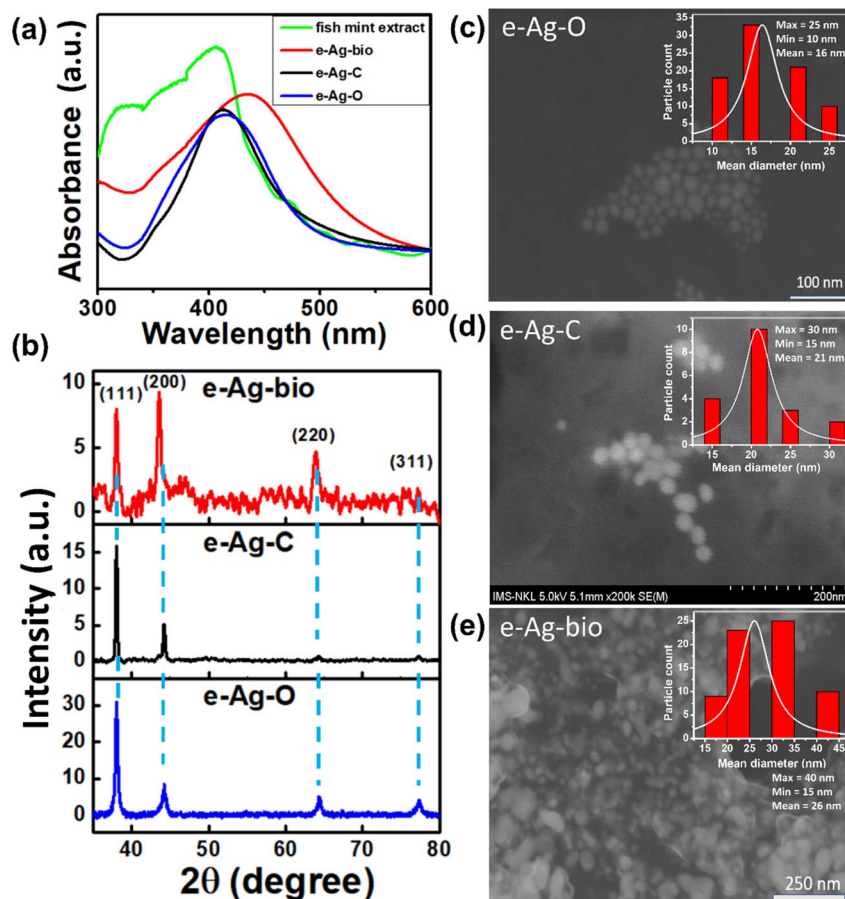 (a)
fish mint extract
e-Ag-bio
e-Ag-C
e-Ag-O
Absorbance (a.u.)
300 400 500 600
Wavelength (nm)
(b)
e-Ag-bio
(111)
(200)
(220)
(311)
10
5
0
e-Ag-C
15
10
5
0
e-Ag-O
30
20
10
0
Intensity (a.u.)
40 50 60 70 80
2θ (degree)
(c)
e-Ag-O
Max = 25 nm
Min = 10 nm
Mean = 16 nm
Particle count
35
30
25
20
15
10
5
0
10 15 20 25
Mean diameter (nm)
100 nm
(d)
e-Ag-C
Max = 30 nm
Min = 15 nm
Mean = 21 nm
Particle count
10
8
6
4
2
0
15 20 25 30
Mean diameter (nm)
IMS-NKL 5.0kV 5.1mm x200k SE(M)
200nm
(e)
e-Ag-bio
Particle count
25
20
15
10
5
0
15 20 25 30 35 40 45
Mean diameter (nm)
Max = 40 nm
Min = 15 nm
Mean = 26 nm
250 nm